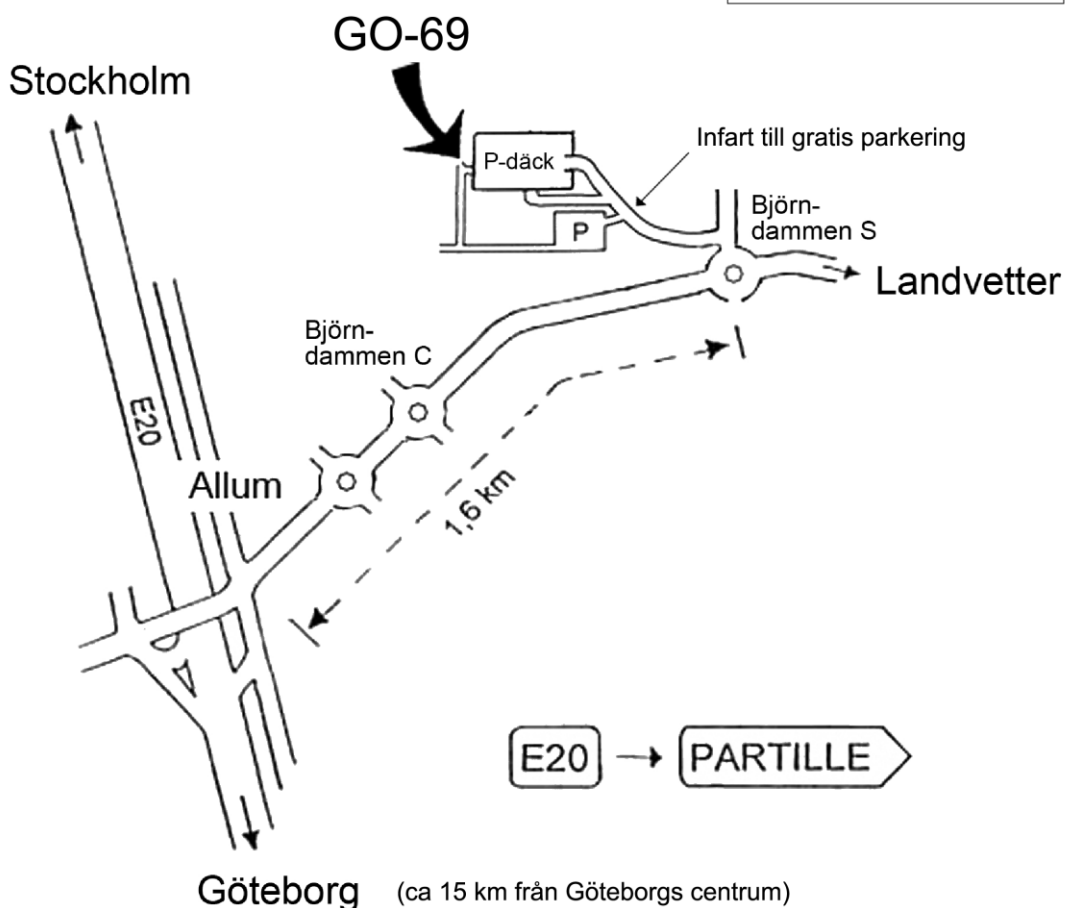 GO-69
Stockholm
P-däck
Infart till gratis parkering
P
Björn-
dammen S
Landvetter
Björn-
dammen C
E20
Allum
1,6 km
E20
PARTILLE
Göteborg (ca 15 km från Göteborgs centrum)